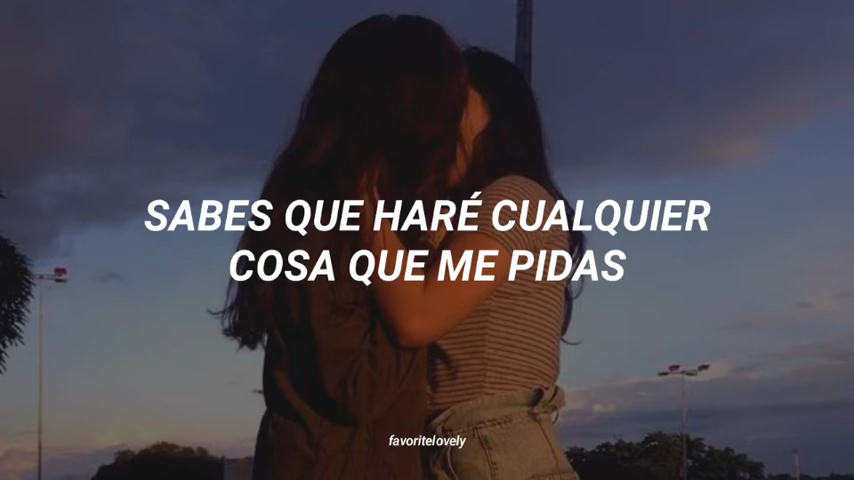 SABES QUE HARÉ CUALQUIER
COSA QUE ME PIDAS
favoritelovely